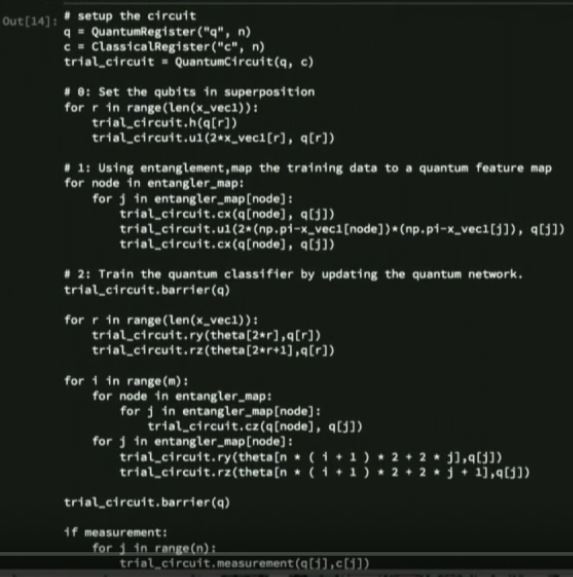 Out[14]: # setup the circuit
q = QuantumRegister("q", n)
c = ClassicalRegister("c", n)
trial_circuit = QuantumCircuit(q, c)
# 0: Set the qubits in superposition
for r in range(len(x_vec1)):
trial_circuit.h(q[r])
trial_circuit.u1(2*x_vec1[r], q[r])
# 1: Using entanglement,map the training data to a quantum feature map
for node in entangler_map:
for j in entangler_map[node]:
trial_circuit.cx(q[node], q[j])
trial_circuit.u1(2*(np.pi-x_vec1[node])*(np.pi-x_vec1[j]), q[j])
trial_circuit.cx(q[node], q[j])
# 2: Train the quantum classifier by updating the quantum network.
trial_circuit.barrier(q)
for r in range(len(x_vec1)):
trial_circuit.ry(theta[2*r],q[r])
trial_circuit.rz(theta[2*r+1],q[r])
for i in range(m):
for node in entangler_map:
for j in entangler_map[node]:
trial_circuit.cz(q[node], q[j])
for j in entangler_map[node]:
trial_circuit.ry(theta[n * ( i + 1 ) * 2 + 2 * j],q[j])
trial_circuit.rz(theta[n * ( i + 1 ) * 2 + 2 * j + 1],q[j])
trial_circuit.barrier(q)
if measurement:
for j in range(n):
trial_circuit.measurement(q[j],c[j])